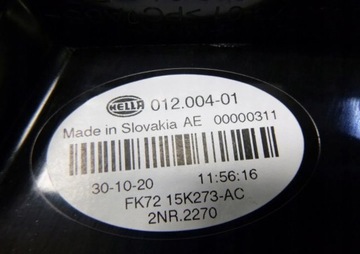 HELLA 012.004-01
Made in Slovakia AE 00000311
30-10-20 11:56:16
FK72 15K273-AC
2NR.2270